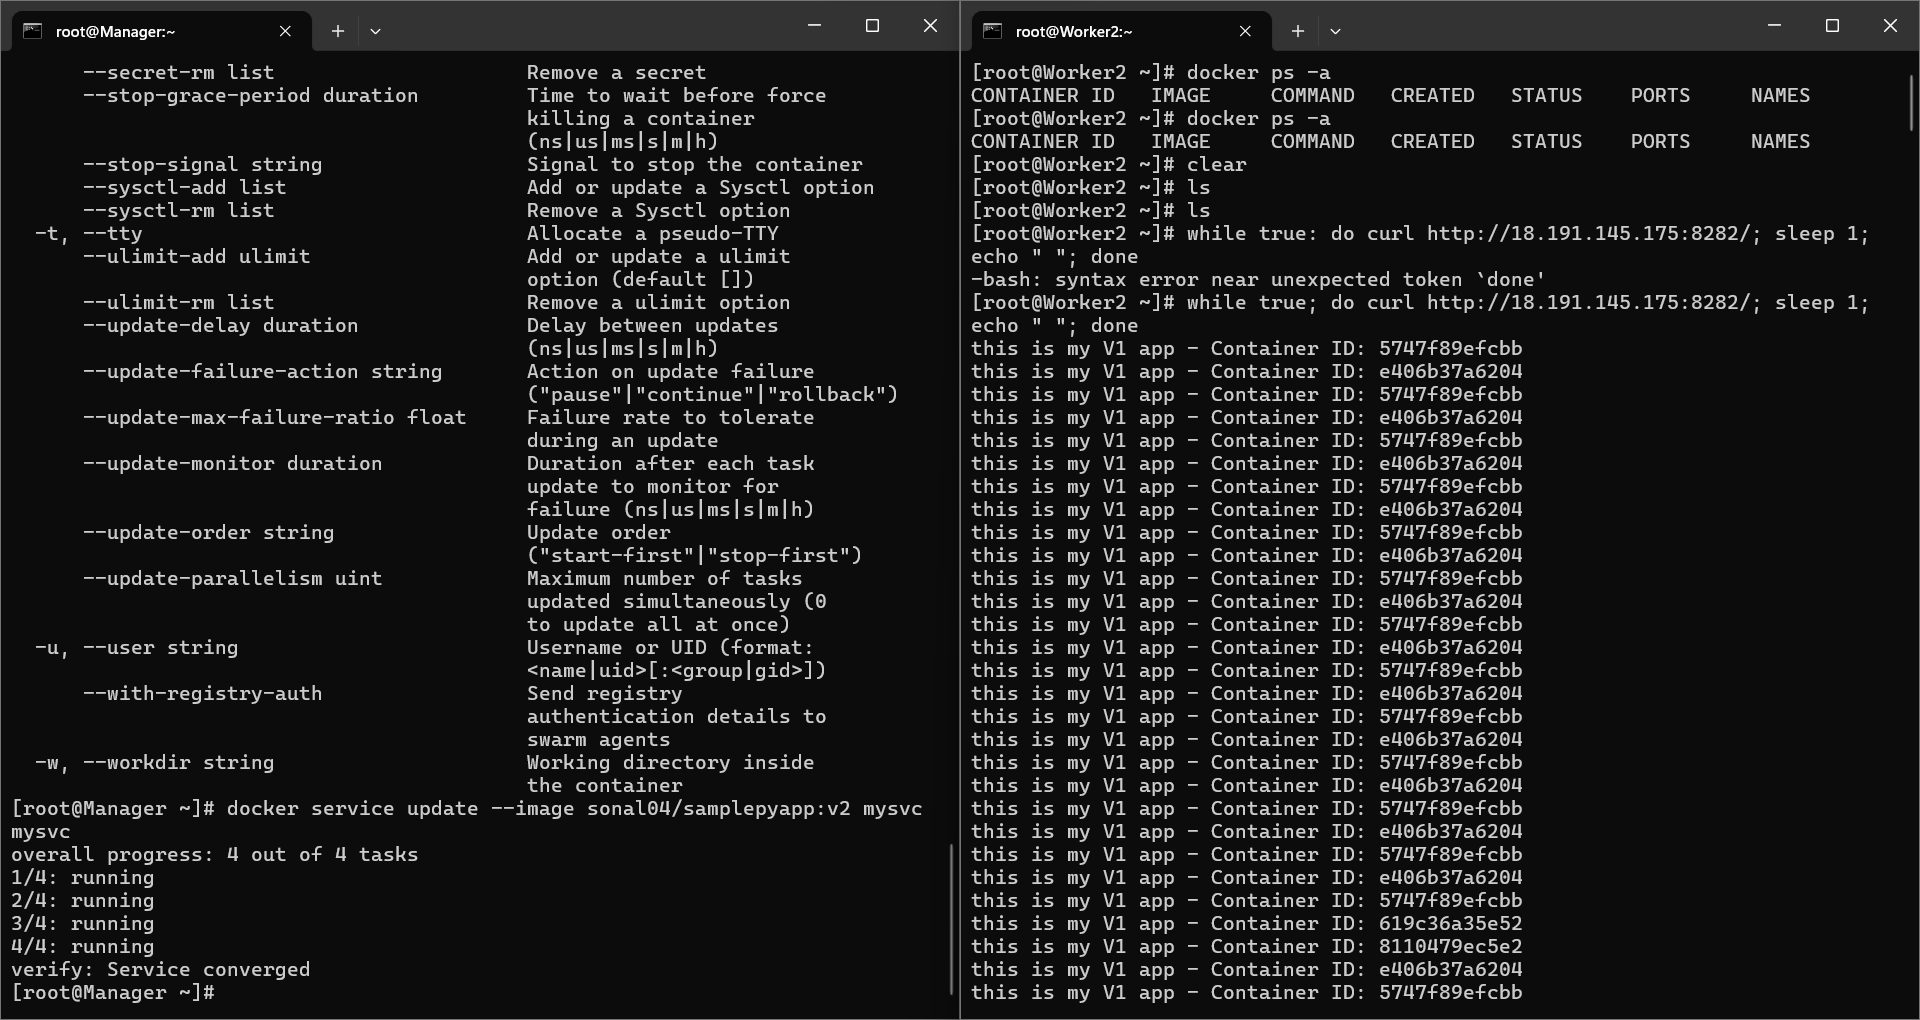 root@Manager:~
--secret-rm list Remove a secret
--stop-grace-period duration Time to wait before force
killing a container
(ns|us|ms|s|m|h)
--stop-signal string Signal to stop the container
--sysctl-add list Add or update a Sysctl option
--sysctl-rm list Remove a Sysctl option
-t, --tty Allocate a pseudo-TTY
--ulimit-add ulimit Add or update a ulimit
option (default [])
--ulimit-rm list Remove a ulimit option
--update-delay duration Delay between updates
(ns|us|ms|s|m|h)
--update-failure-action string Action on update failure
("pause"|"continue"|"rollback")
--update-max-failure-ratio float Failure rate to tolerate
during an update
--update-monitor duration Duration after each task
update to monitor for
failure (ns|us|ms|s|m|h)
--update-order string Update order
("start-first"|"stop-first")
--update-parallelism uint Maximum number of tasks
updated simultaneously (0
to update all at once)
-u, --user string Username or UID (format:
<name|uid>[:<group|gid>])
--with-registry-auth Send registry
authentication details to
swarm agents
-w, --workdir string Working directory inside
the container
[root@Manager ~]# docker service update --image sonal04/samplepyapp:v2 mysvc
mysvc
overall progress: 4 out of 4 tasks
1/4: running
2/4: running
3/4: running
4/4: running
verify: Service converged
[root@Manager ~]#
root@Worker2:~
[root@Worker2 ~]# docker ps -a
CONTAINER ID IMAGE COMMAND CREATED STATUS PORTS NAMES
[root@Worker2 ~]# docker ps -a
CONTAINER ID IMAGE COMMAND CREATED STATUS PORTS NAMES
[root@Worker2 ~]# clear
[root@Worker2 ~]# ls
[root@Worker2 ~]# ls
[root@Worker2 ~]# while true: do curl http://18.191.145.175:8282/; sleep 1;
echo " "; done
-bash: syntax error near unexpected token `done'
[root@Worker2 ~]# while true; do curl http://18.191.145.175:8282/; sleep 1;
echo " "; done
this is my V1 app - Container ID: 5747f89efcbb
this is my V1 app - Container ID: e406b37a6204
this is my V1 app - Container ID: 5747f89efcbb
this is my V1 app - Container ID: e406b37a6204
this is my V1 app - Container ID: 5747f89efcbb
this is my V1 app - Container ID: e406b37a6204
this is my V1 app - Container ID: 5747f89efcbb
this is my V1 app - Container ID: e406b37a6204
this is my V1 app - Container ID: 5747f89efcbb
this is my V1 app - Container ID: e406b37a6204
this is my V1 app - Container ID: 5747f89efcbb
this is my V1 app - Container ID: e406b37a6204
this is my V1 app - Container ID: 5747f89efcbb
this is my V1 app - Container ID: e406b37a6204
this is my V1 app - Container ID: 5747f89efcbb
this is my V1 app - Container ID: e406b37a6204
this is my V1 app - Container ID: 5747f89efcbb
this is my V1 app - Container ID: e406b37a6204
this is my V1 app - Container ID: 5747f89efcbb
this is my V1 app - Container ID: e406b37a6204
this is my V1 app - Container ID: 5747f89efcbb
this is my V1 app - Container ID: e406b37a6204
this is my V1 app - Container ID: 5747f89efcbb
this is my V1 app - Container ID: e406b37a6204
this is my V1 app - Container ID: 5747f89efcbb
this is my V1 app - Container ID: 619c36a35e52
this is my V1 app - Container ID: 8110479ec5e2
this is my V1 app - Container ID: e406b37a6204
this is my V1 app - Container ID: 5747f89efcbb